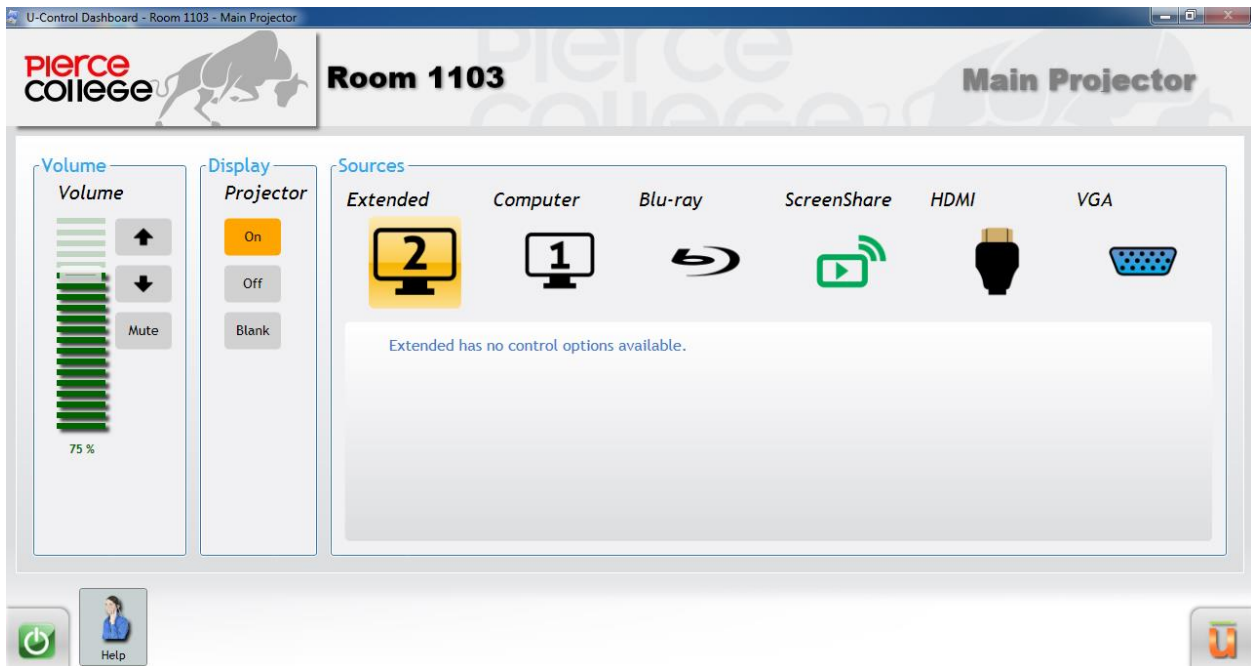 U-Control Dashboard - Room 1103 - Main Projector
Pierce
college
Pierce
college
Room 1103
Main Projector
Volume
Volume
75 %
Mute
Display
Projector
On
Off
Blank
Sources
Extended
Computer
Blu-ray
ScreenShare
HDMI
VGA
2
1
Extended has no control options available.
Help